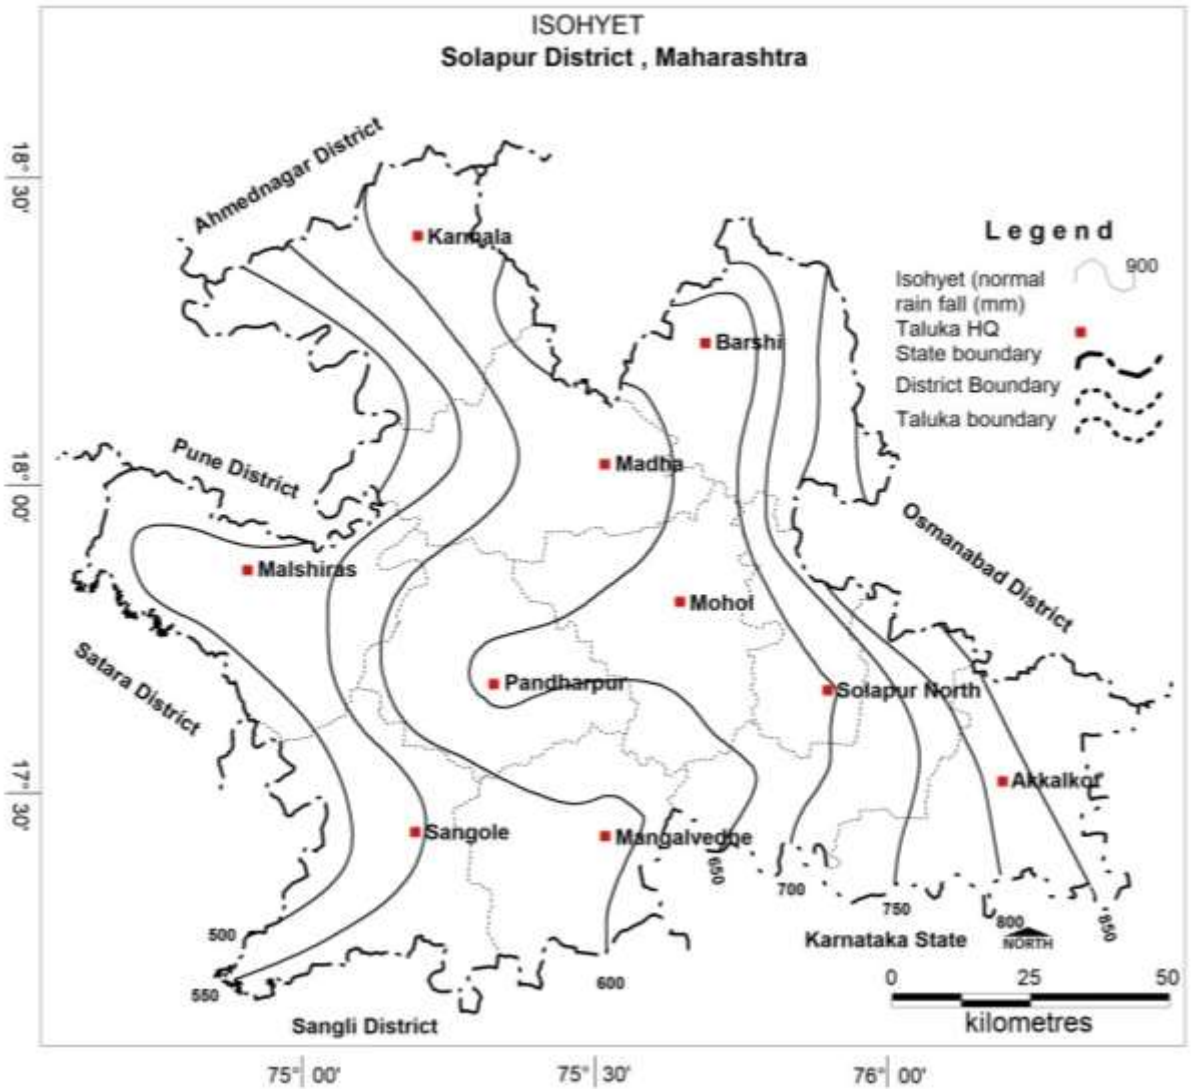 ISOHYET
Solapur District , Maharashtra
Ahmednagar District
18° 30'
Karmala
Legend
Isohyet (normal
rain fall (mm)
900
Taluka HQ
State boundary
District Boundary
Taluka boundary
Barshi
Pune District
Madha
18° 00'
Osmanabad District
Malshiras
Mohol
Satara District
Pandharpur
Solapur North
Akkalkot
17° 30'
Sangole
Mangalvedhe
650
700
750
800
850
500
550
600
Karnataka State
NORTH
0 25 50
kilometres
Sangli District
75° 00'
75° 30'
76° 00'